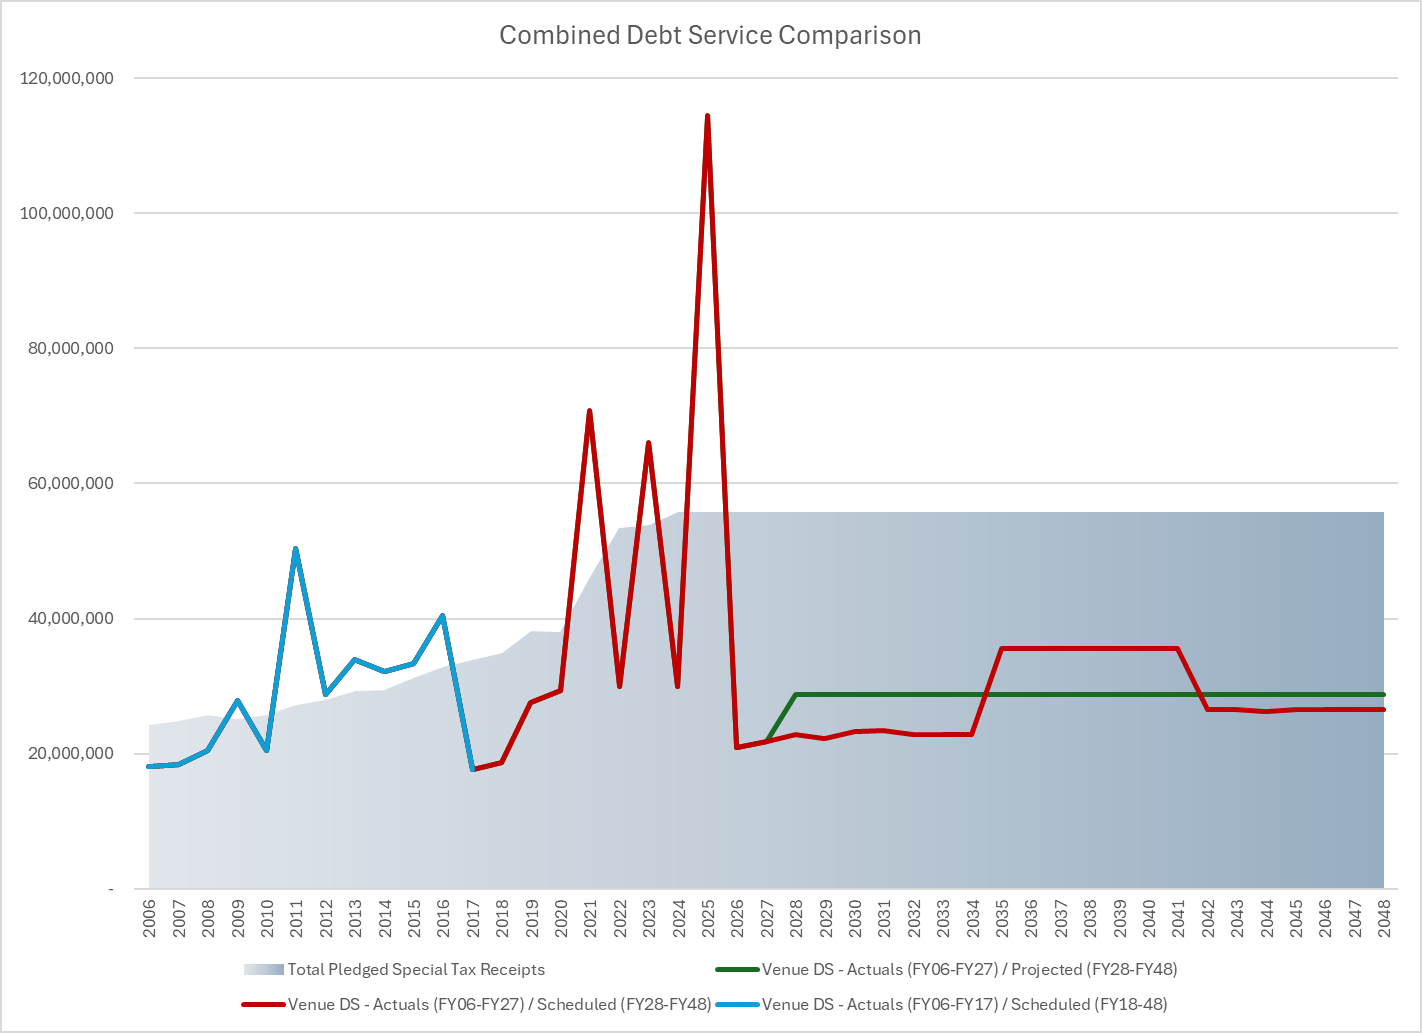 Combined Debt Service Comparison
120,000,000
100,000,000
80,000,000
60,000,000
40,000,000
20,000,000
-
2006 2007 2008 2009 2010 2011 2012 2013 2014 2015 2016 2017 2018 2019 2020 2021 2022 2023 2024 2025 2026 2027 2028 2029 2030 2031 2032 2033 2034 2035 2036 2037 2038 2039 2040 2041 2042 2043 2044 2045 2046 2047 2048
Total Pledged Special Tax Receipts Venue DS - Actuals (FY06-FY27) / Projected (FY28-FY48)
Venue DS - Actuals (FY06-FY27) / Scheduled (FY28-FY48) Venue DS - Actuals (FY06-FY17) / Scheduled (FY18-48)